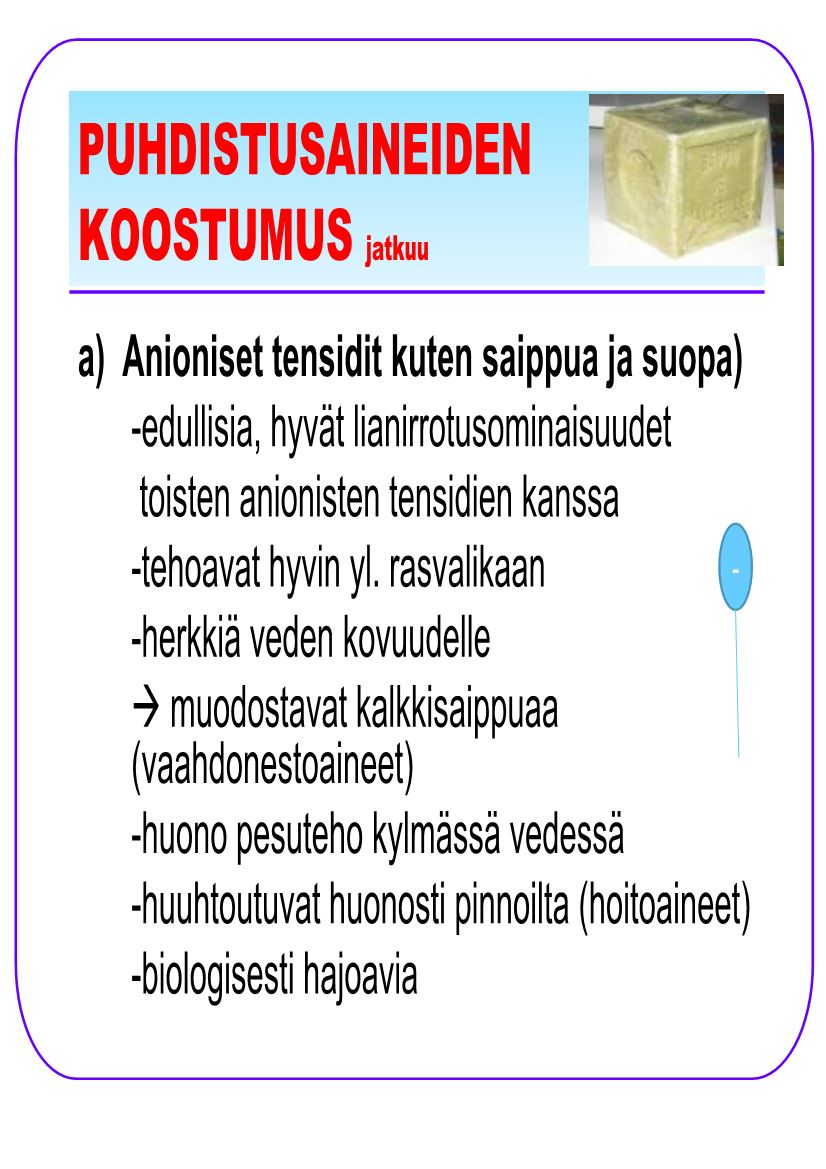 PUHDISTUSAINEIDEN
KOOSTUMUS jatkuu
a) Anioniset tensidit kuten saippua ja suopa)
-edullisia, hyvät lianirrotusominaisuudet
toisten anionisten tensidien kanssa
-tehoavat hyvin yl. rasvalikaan
-
-herkkiä veden kovuudelle
→ muodostavat kalkkisaippuaa
(vaahdonestoaineet)
-huono pesuteho kylmässä vedessä
-huuhtoutuvat huonosti pinnoilta (hoitoaineet)
-biologisesti hajoavia